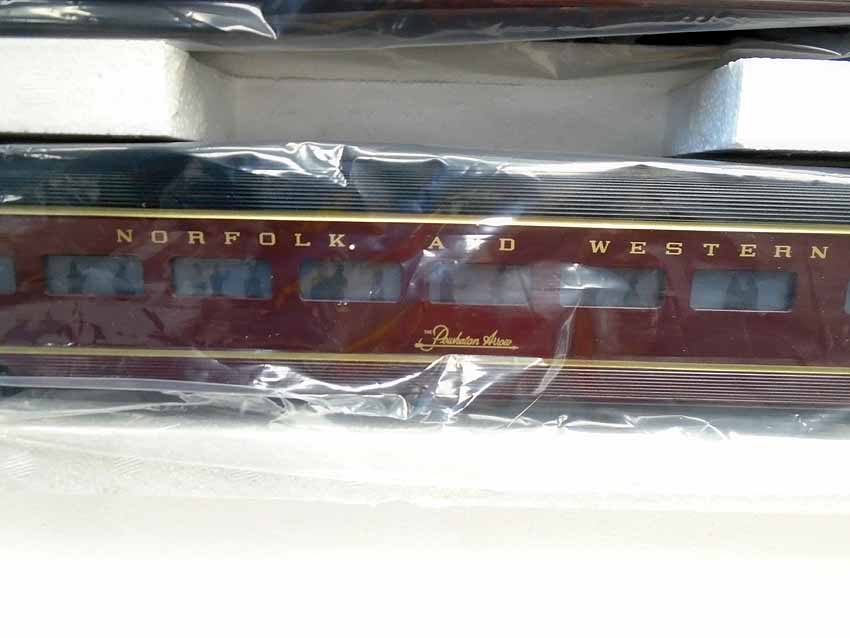 NORFOLK AND WESTERN
THE Powhatan Arrow